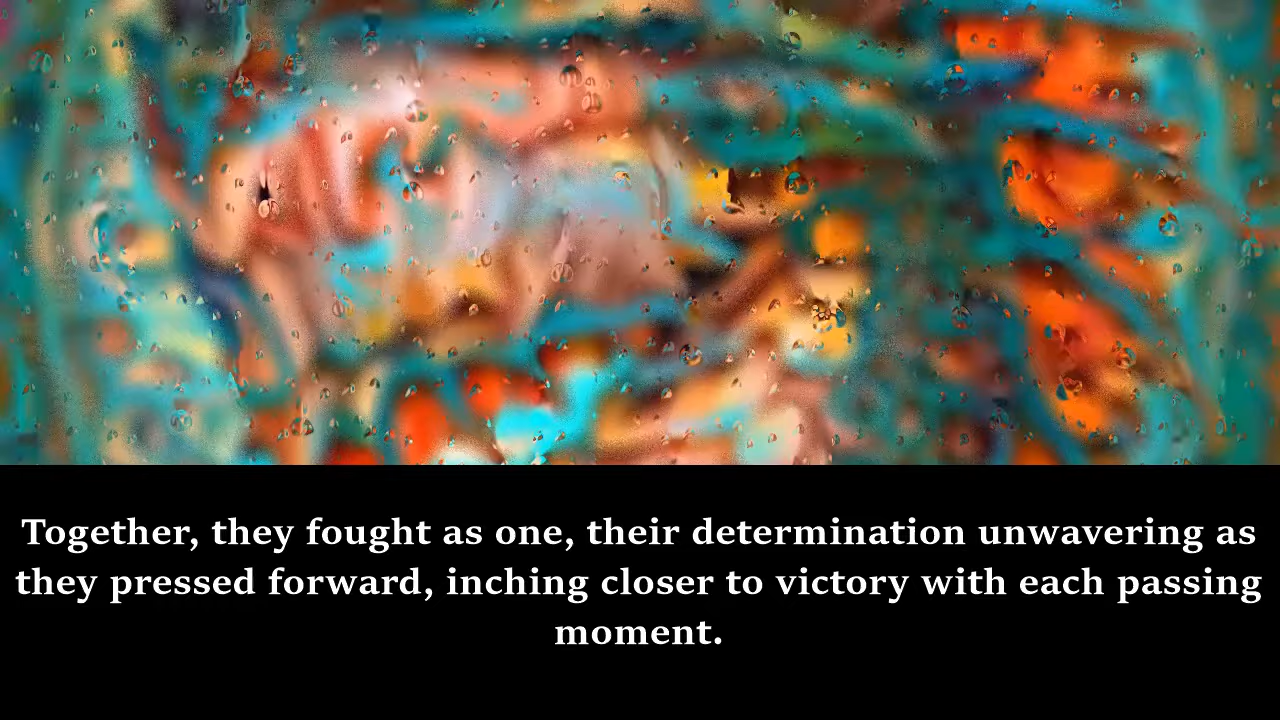 Together, they fought as one, their determination unwavering as
they pressed forward, inching closer to victory with each passing
moment.